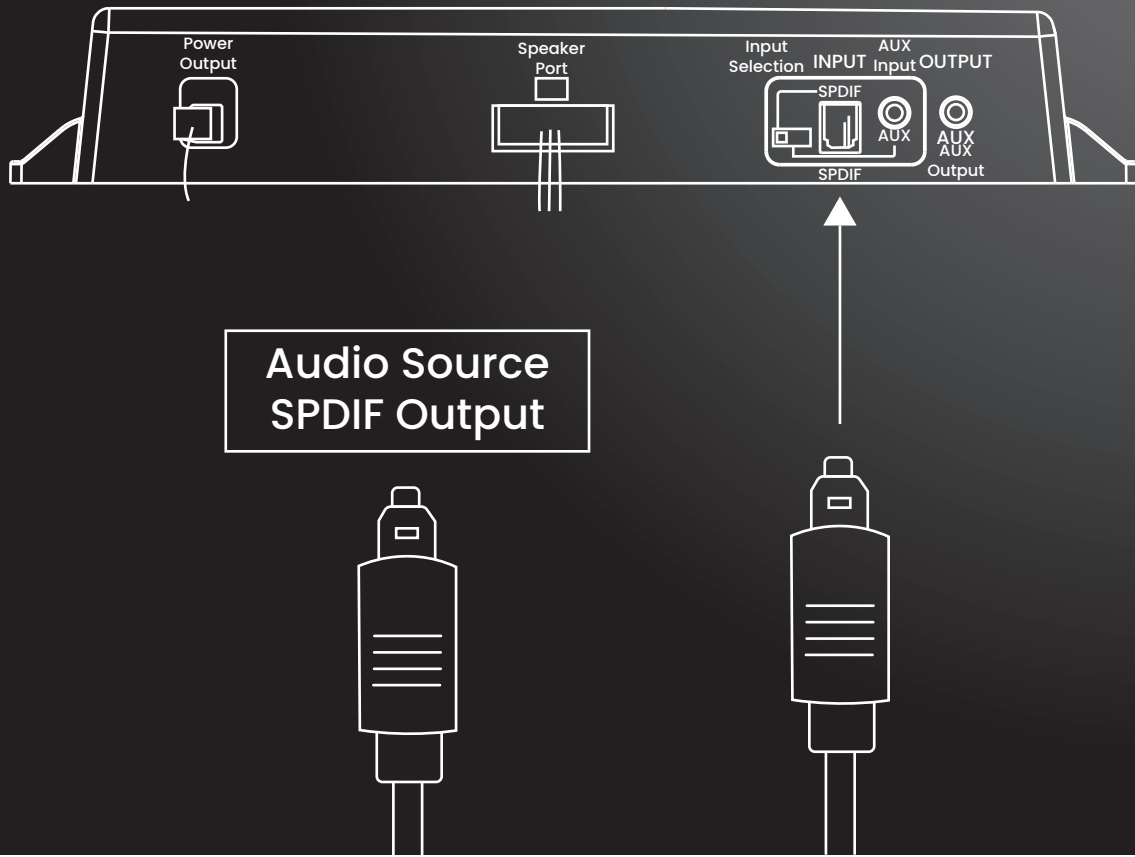 Power
Output
Speaker
Port
Input
Selection
INPUT
AUX
Input
OUTPUT
SPDIF
AUX
SPDIF
AUX
AUX
Output
Audio Source
SPDIF Output